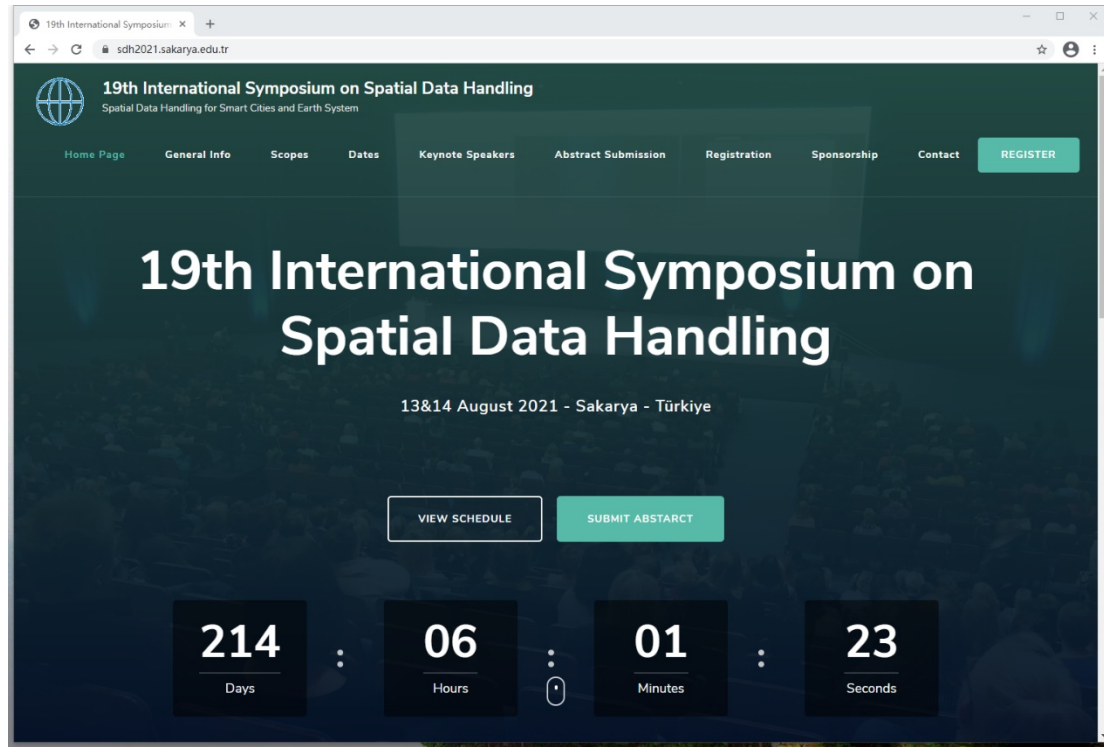 19th International Symposium
sdh2021.sakarya.edu.tr
19th International Symposium on Spatial Data Handling
Spatial Data Handling for Smart Cities and Earth System
Home Page General Info Scopes Dates Keynote Speakers Abstract Submission Registration Sponsorship Contact REGISTER
19th International Symposium on
Spatial Data Handling
13&14 August 2021 - Sakarya - Türkiye
VIEW SCHEDULE SUBMIT ABSTARCT
214 : 06 : 01 : 23
Days Hours Minutes Seconds